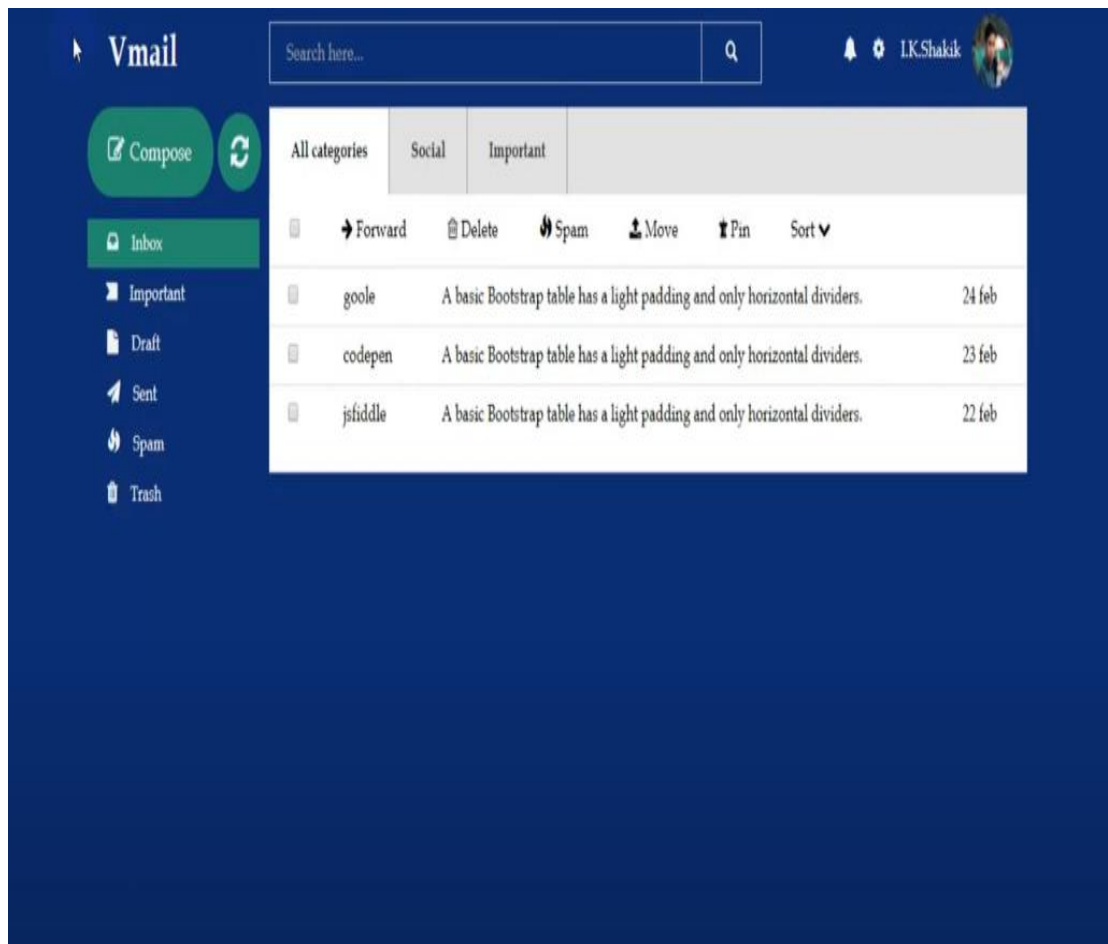 Vmail
Search here...
I.K.Shakik
Compose
All categories Social Important
Inbox
Forward Delete Spam Move Pin Sort
Important
goole A basic Bootstrap table has a light padding and only horizontal dividers. 24 feb
Draft
codepen A basic Bootstrap table has a light padding and only horizontal dividers. 23 feb
Sent
jsfiddle A basic Bootstrap table has a light padding and only horizontal dividers. 22 feb
Spam
Trash